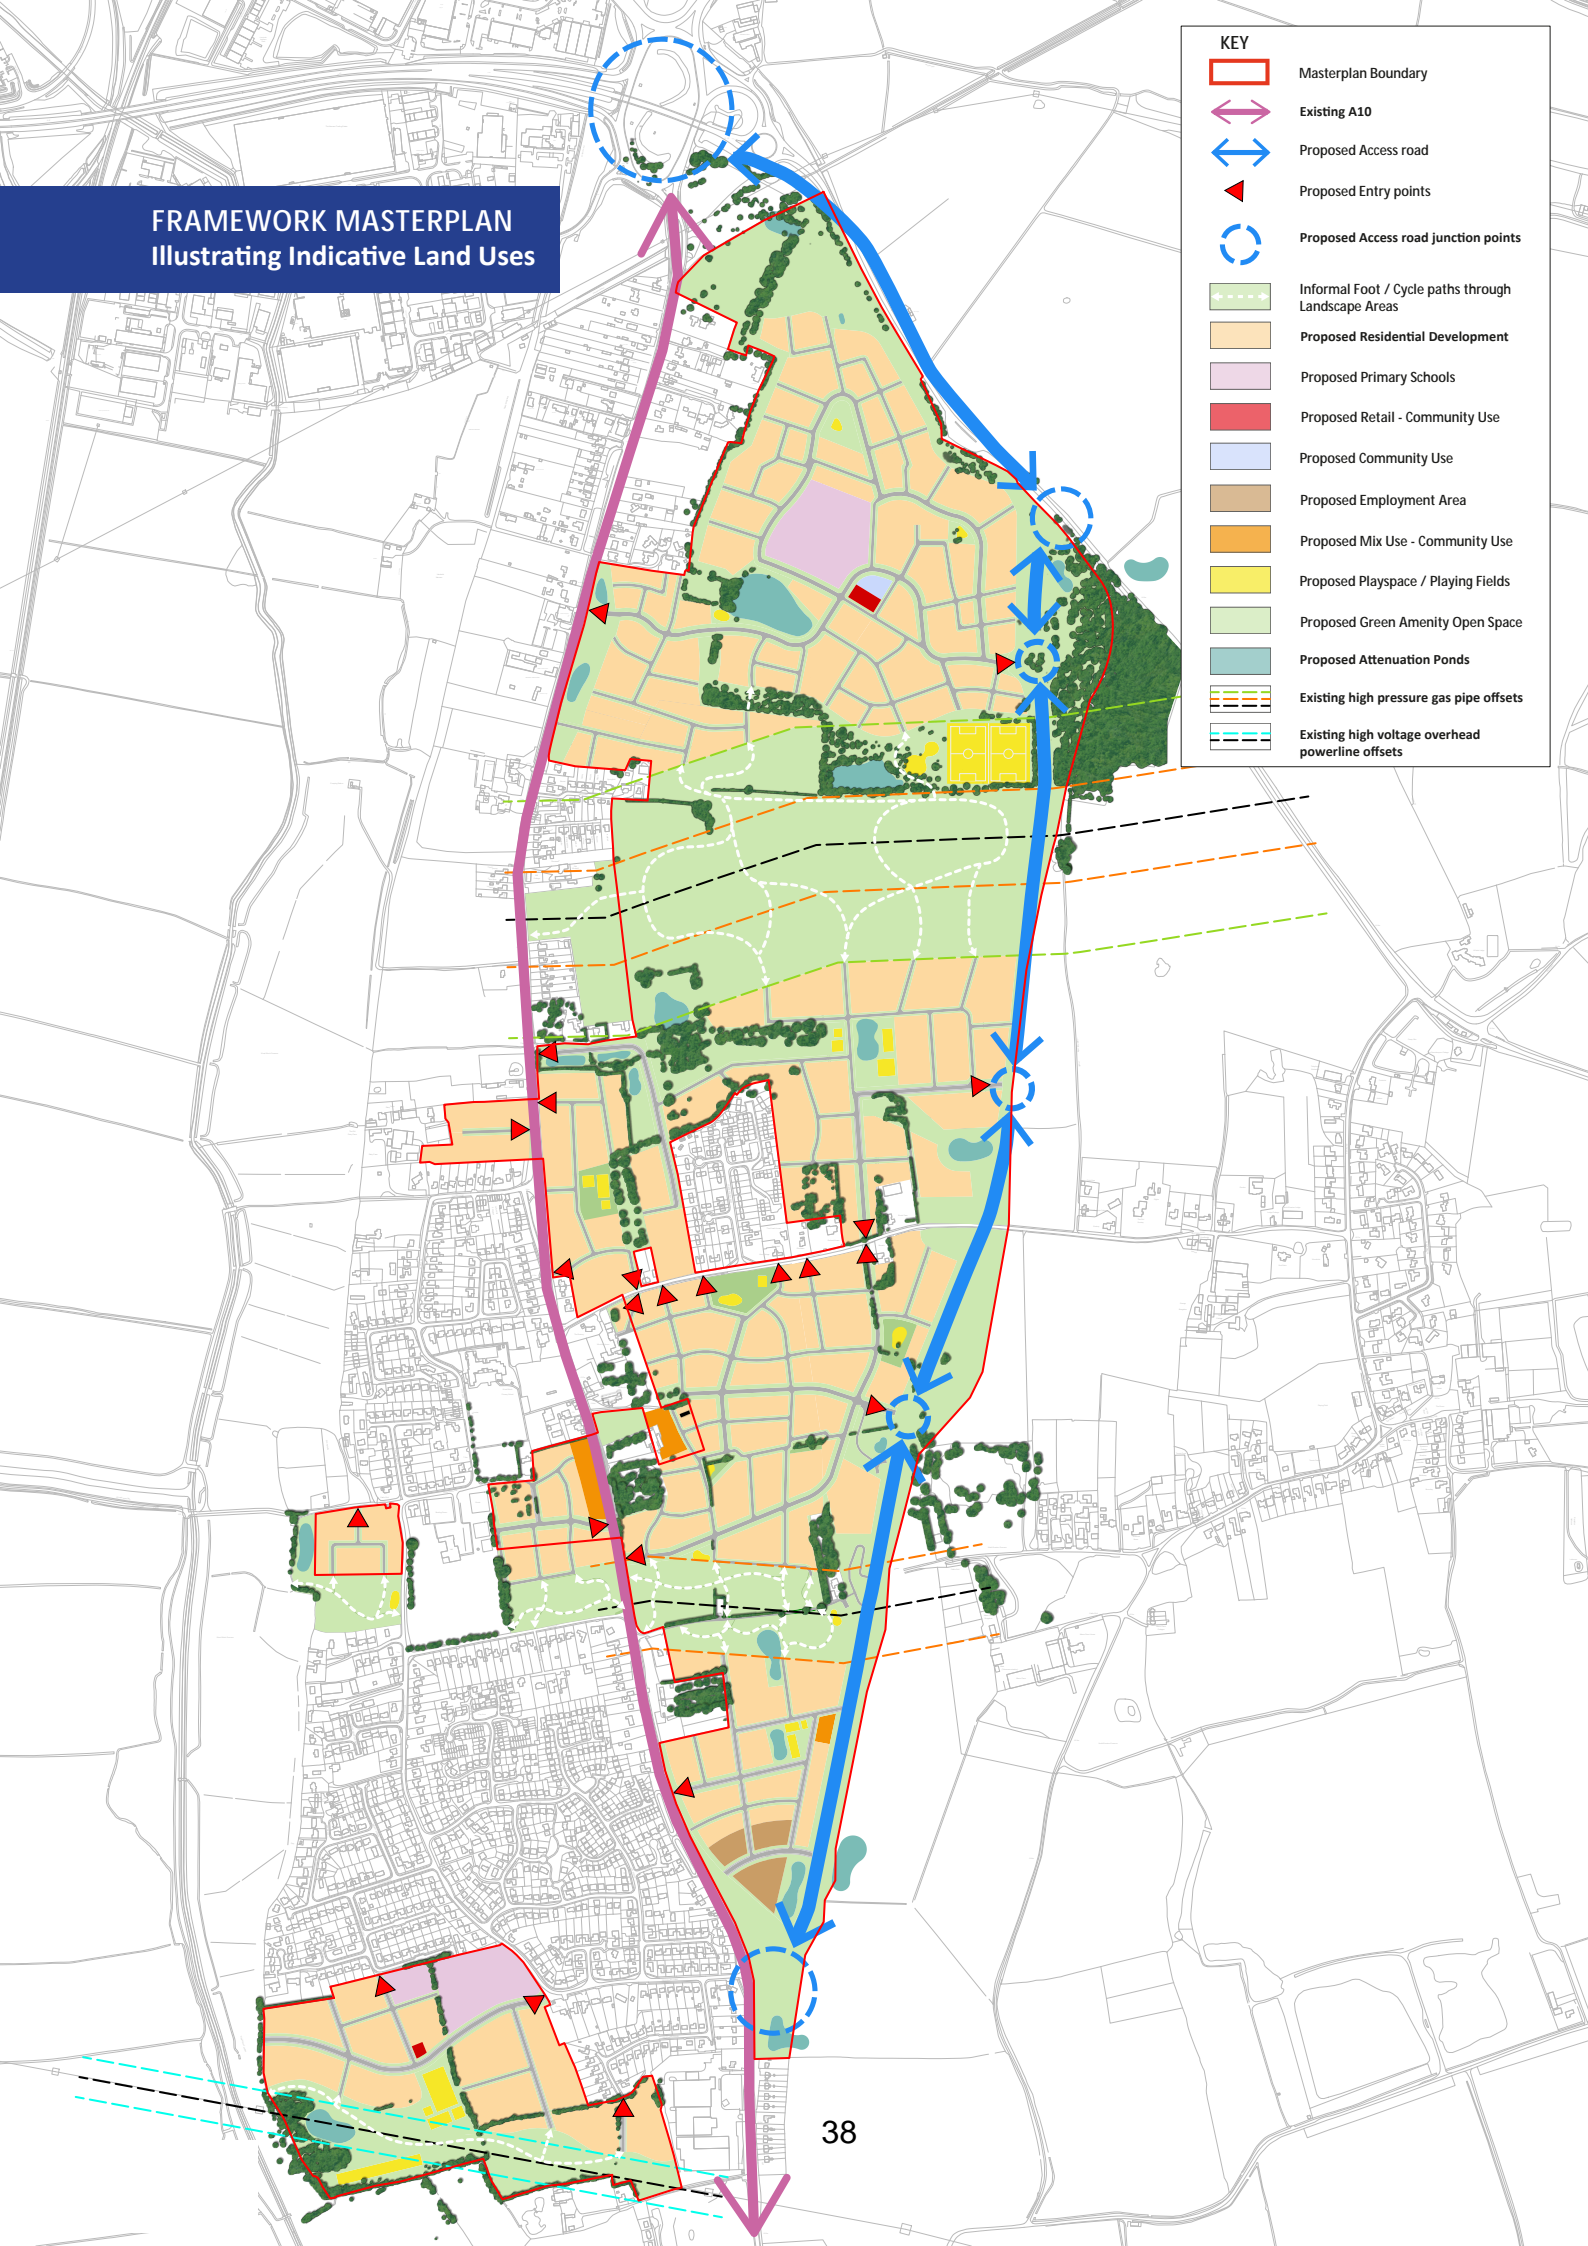 FRAMEWORK MASTERPLAN
Illustrating Indicative Land Uses
KEY
Masterplan Boundary
Existing A10
Proposed Access road
Proposed Entry points
Proposed Access road junction points
Informal Foot / Cycle paths through
Landscape Areas
Proposed Residential Development
Proposed Primary Schools
Proposed Retail - Community Use
Proposed Community Use
Proposed Employment Area
Proposed Mix Use - Community Use
Proposed Playspace / Playing Fields
Proposed Green Amenity Open Space
Proposed Attenuation Ponds
Existing high pressure gas pipe offsets
Existing high voltage overhead
powerline offsets
38